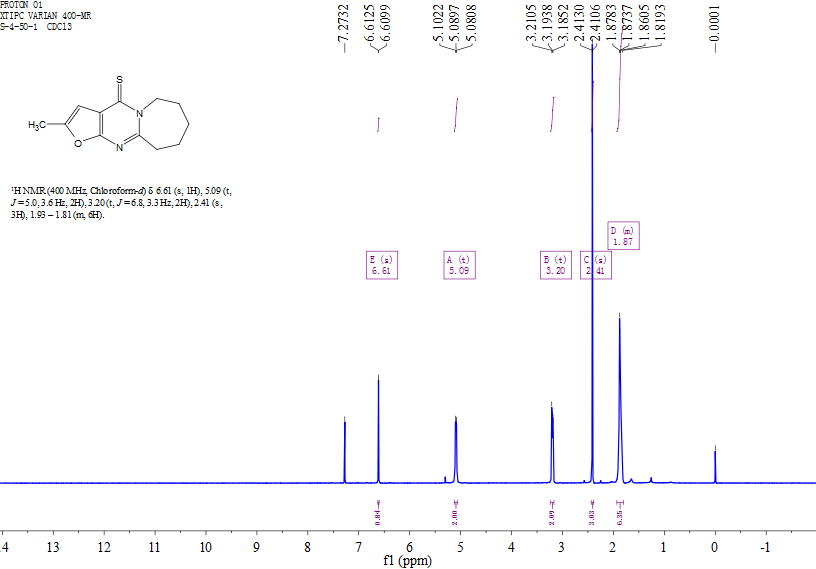 PROTON 01
XTIPC VARIAN 400-MR
S-4-50-1 CDCl3
7.2732
6.6125
6.6099
5.1022
5.0897
5.0808
3.2105
3.1938
3.1852
2.4130
2.4106
1.8783
1.8737
1.8605
1.8193
-0.0001
S
N
H₃C
O
N
¹H NMR (400 MHz, Chloroform-d) δ 6.61 (s, 1H), 5.09 (t,
J = 5.0, 3.6 Hz, 2H), 3.20 (t, J = 6.8, 3.3 Hz, 2H), 2.41 (s,
3H), 1.93 – 1.81 (m, 6H).
D (m)
1.87
E (s)
6.61
A (t)
5.09
B (t)
3.20
C (s)
2.41
0.84
2.00
2.09
3.03
6.35
4 13 12 11 10 9 8 7 6 5 4 3 2 1 0 -1
f1 (ppm)